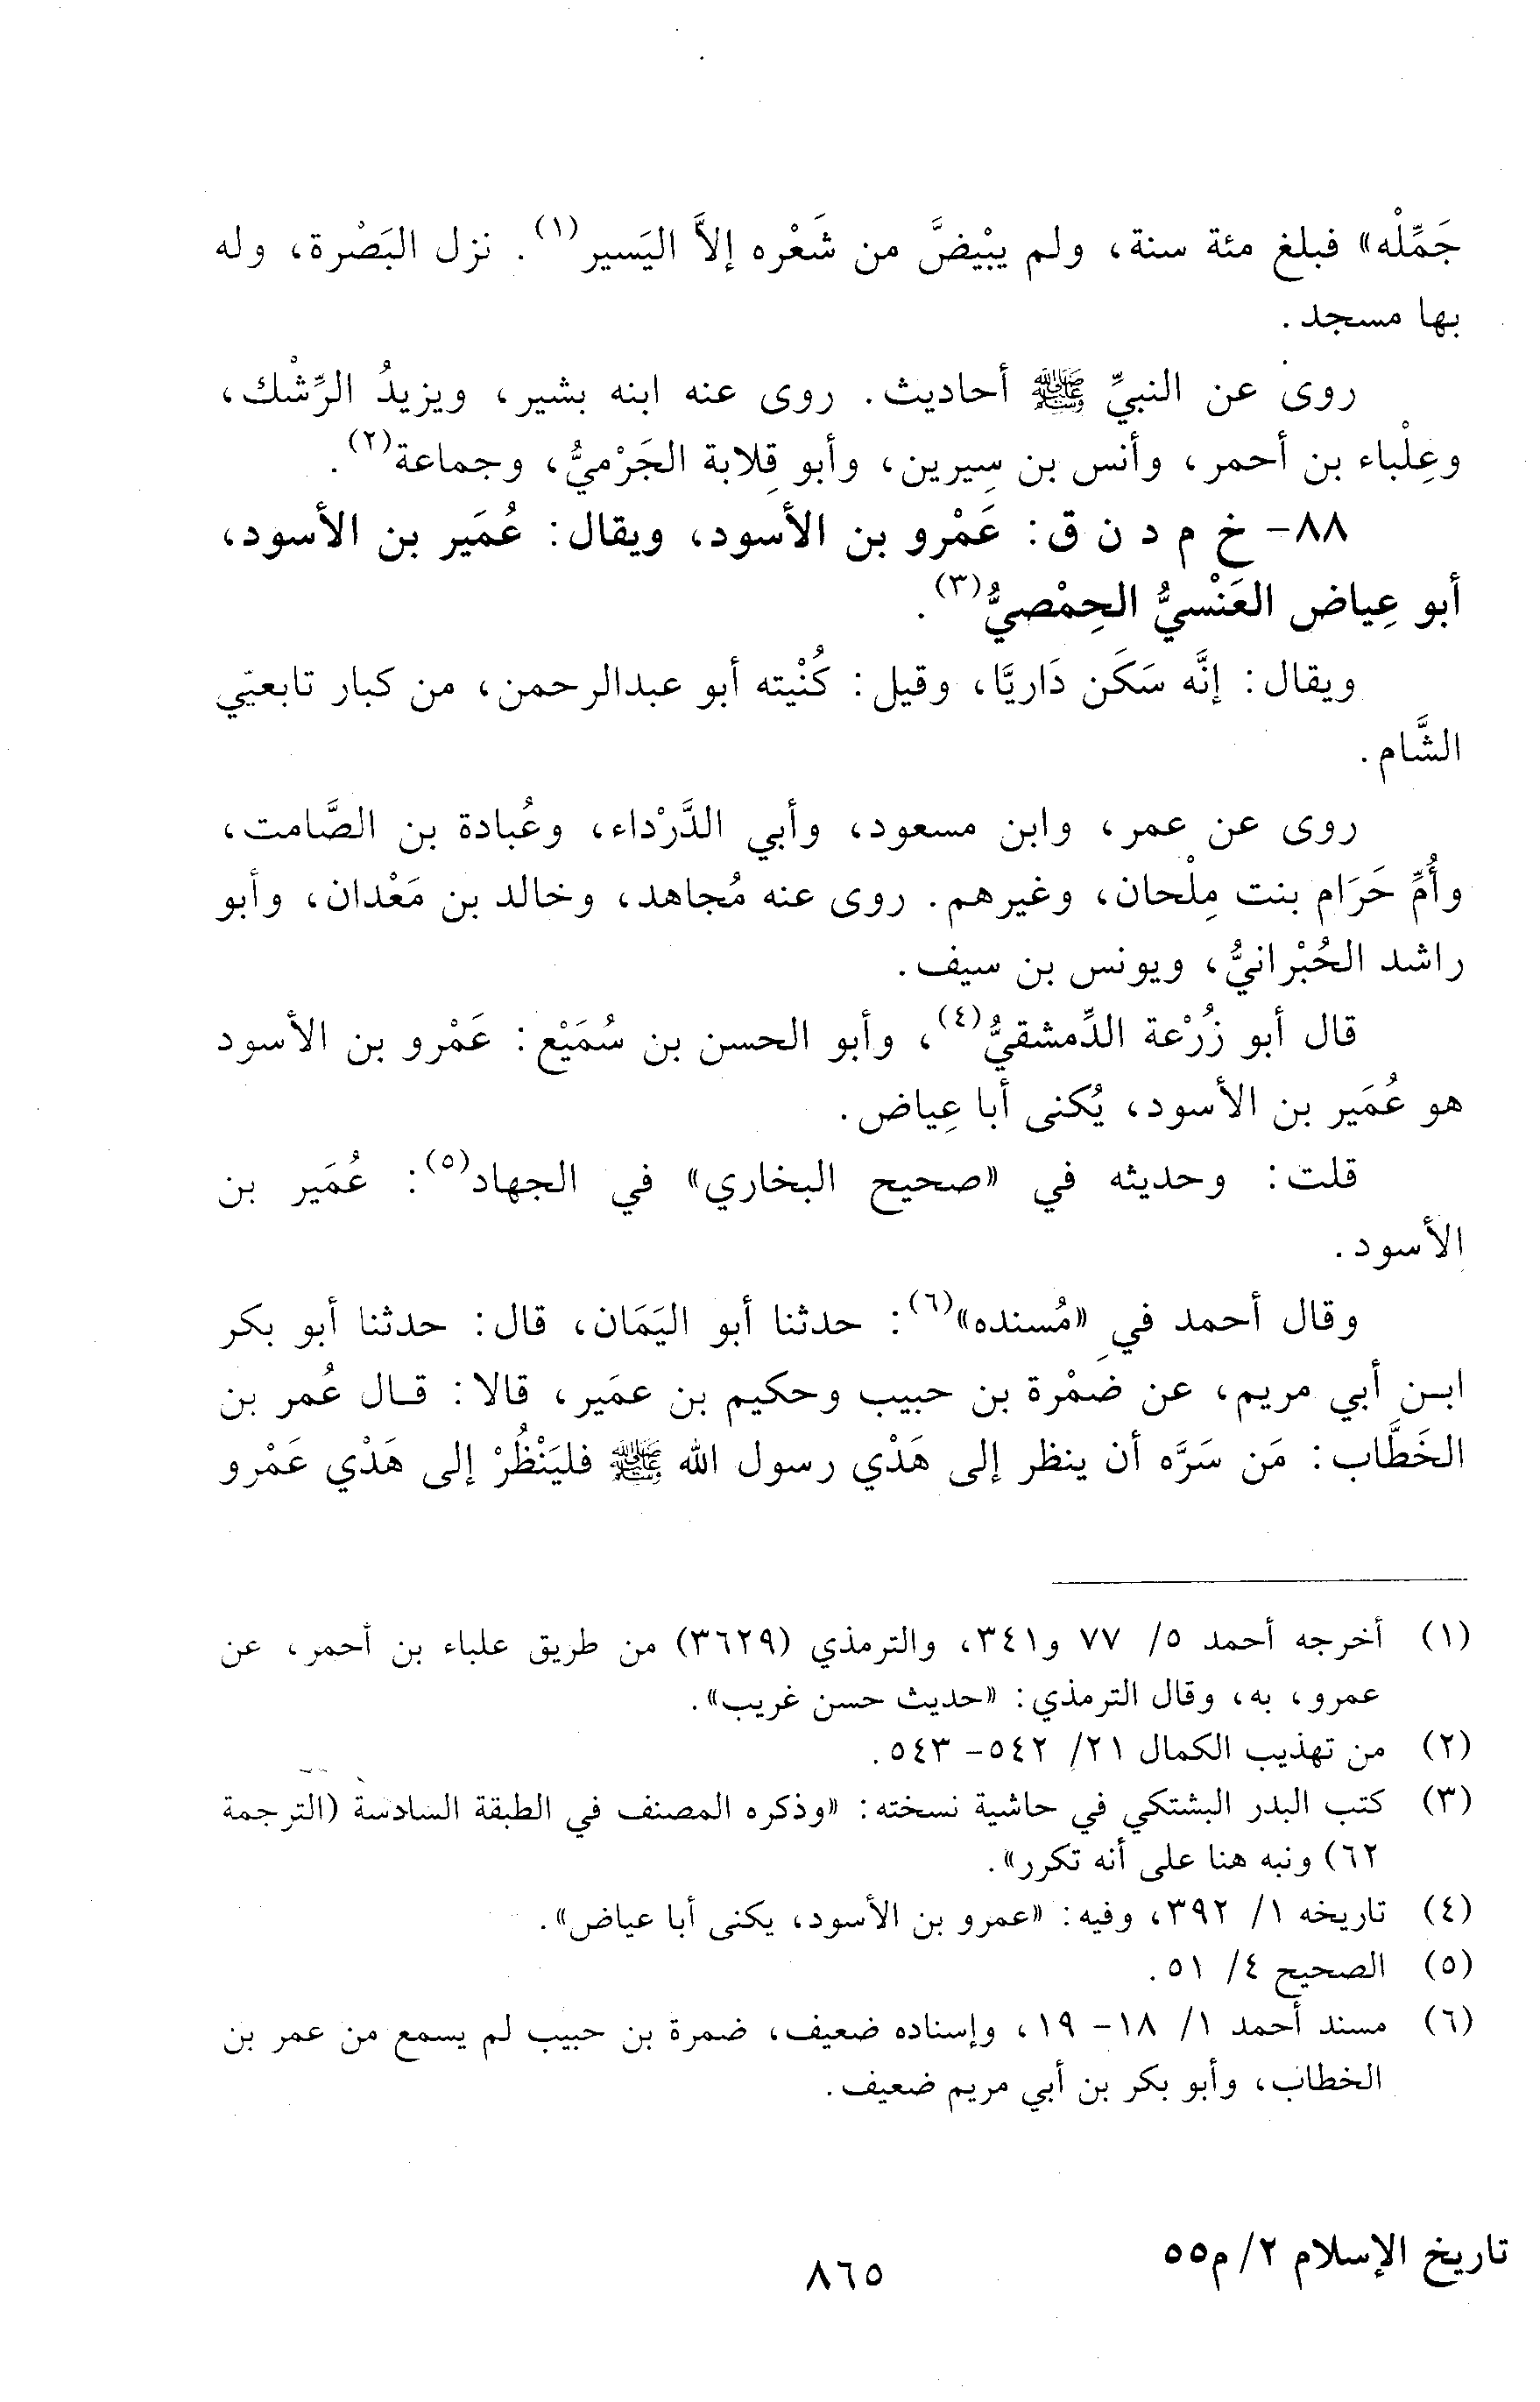 جَمِّلْه» فبلغ مئة سنة، ولم يبْيضَّ من شَعْره إلاَّ اليَسير(١). نزل البَصْرة، وله
بها مسجد.
روى عن النبيِّ ﷺ أحاديث. روى عنه ابنه بشير، ويزيدُ الرِّشْك،
وعِلْباء بن أحمر، وأنس بن سِيرين، وأبو قِلابة الجَرْميُّ، وجماعة(٢).
٨٨- خ م د ن ق: عَمْرو بن الأسود، ويقال: عُمَير بن الأسود،
أبو عِياض العَنْسيُّ الحِمْصيُّ(٣).
ويقال: إنَّه سَكَن دَاريَّا، وقيل: كُنْيته أبو عبدالرحمن، من كبار تابعيّي
الشَّام.
روى عن عمر، وابن مسعود، وأبي الدَّرْداء، وعُبادة بن الصَّامت،
وأُمِّ حَرَام بنت مِلْحان، وغيرهم. روى عنه مُجاهد، وخالد بن مَعْدان، وأبو
راشد الحُبْرانيُّ، ويونس بن سيف.
قال أبو زُرْعة الدِّمشقيُّ(٤)، وأبو الحسن بن سُمَيْع: عَمْرو بن الأسود
هو عُمَير بن الأسود، يُكنى أبا عِياض.
قلت: وحديثه في «صحيح البخاري» في الجهاد(٥): عُمَير بن
الأسود.
وقال أحمد في «مُسنده»(٦): حدثنا أبو اليَمَان، قال: حدثنا أبو بكر
ابـن أبي مريم، عن ضمْرة بن حبيب وحكيم بن عمَير، قالا: قـال عُمر بن
الخَطَّاب: مَن سَرَّه أن ينظر إلى هَدْي رسول الله ﷺ فليَنْظُرْ إلى هَدْي عَمْرو
(١) أخرجه أحمد ٥/ ٧٧ و٣٤١، والترمذي (٣٦٢٩) من طريق علباء بن أحمر، عن
عمرو، به، وقال الترمذي: «حديث حسن غريب».
(٢) من تهذيب الكمال ٢١/ ٥٤٢- ٥٤٣.
(٣) كتب البدر البشتكي في حاشية نسخته: «وذكره المصنف في الطبقة السادسة (الترجمة
٦٢) ونبه هنا على أنه تكرر».
(٤) تاريخه ١/ ٣٩٢، وفيه: «عمرو بن الأسود، يكنى أبا عياض».
(٥) الصحيح ٤/ ٥١.
(٦) مسند أحمد ١/ ١٨- ١٩، وإسناده ضعيف، ضمرة بن حبيب لم يسمع من عمر بن
الخطاب، وأبو بكر بن أبي مريم ضعيف.
تاريخ الإسلام ٢/ م٥٥
٨٦٥